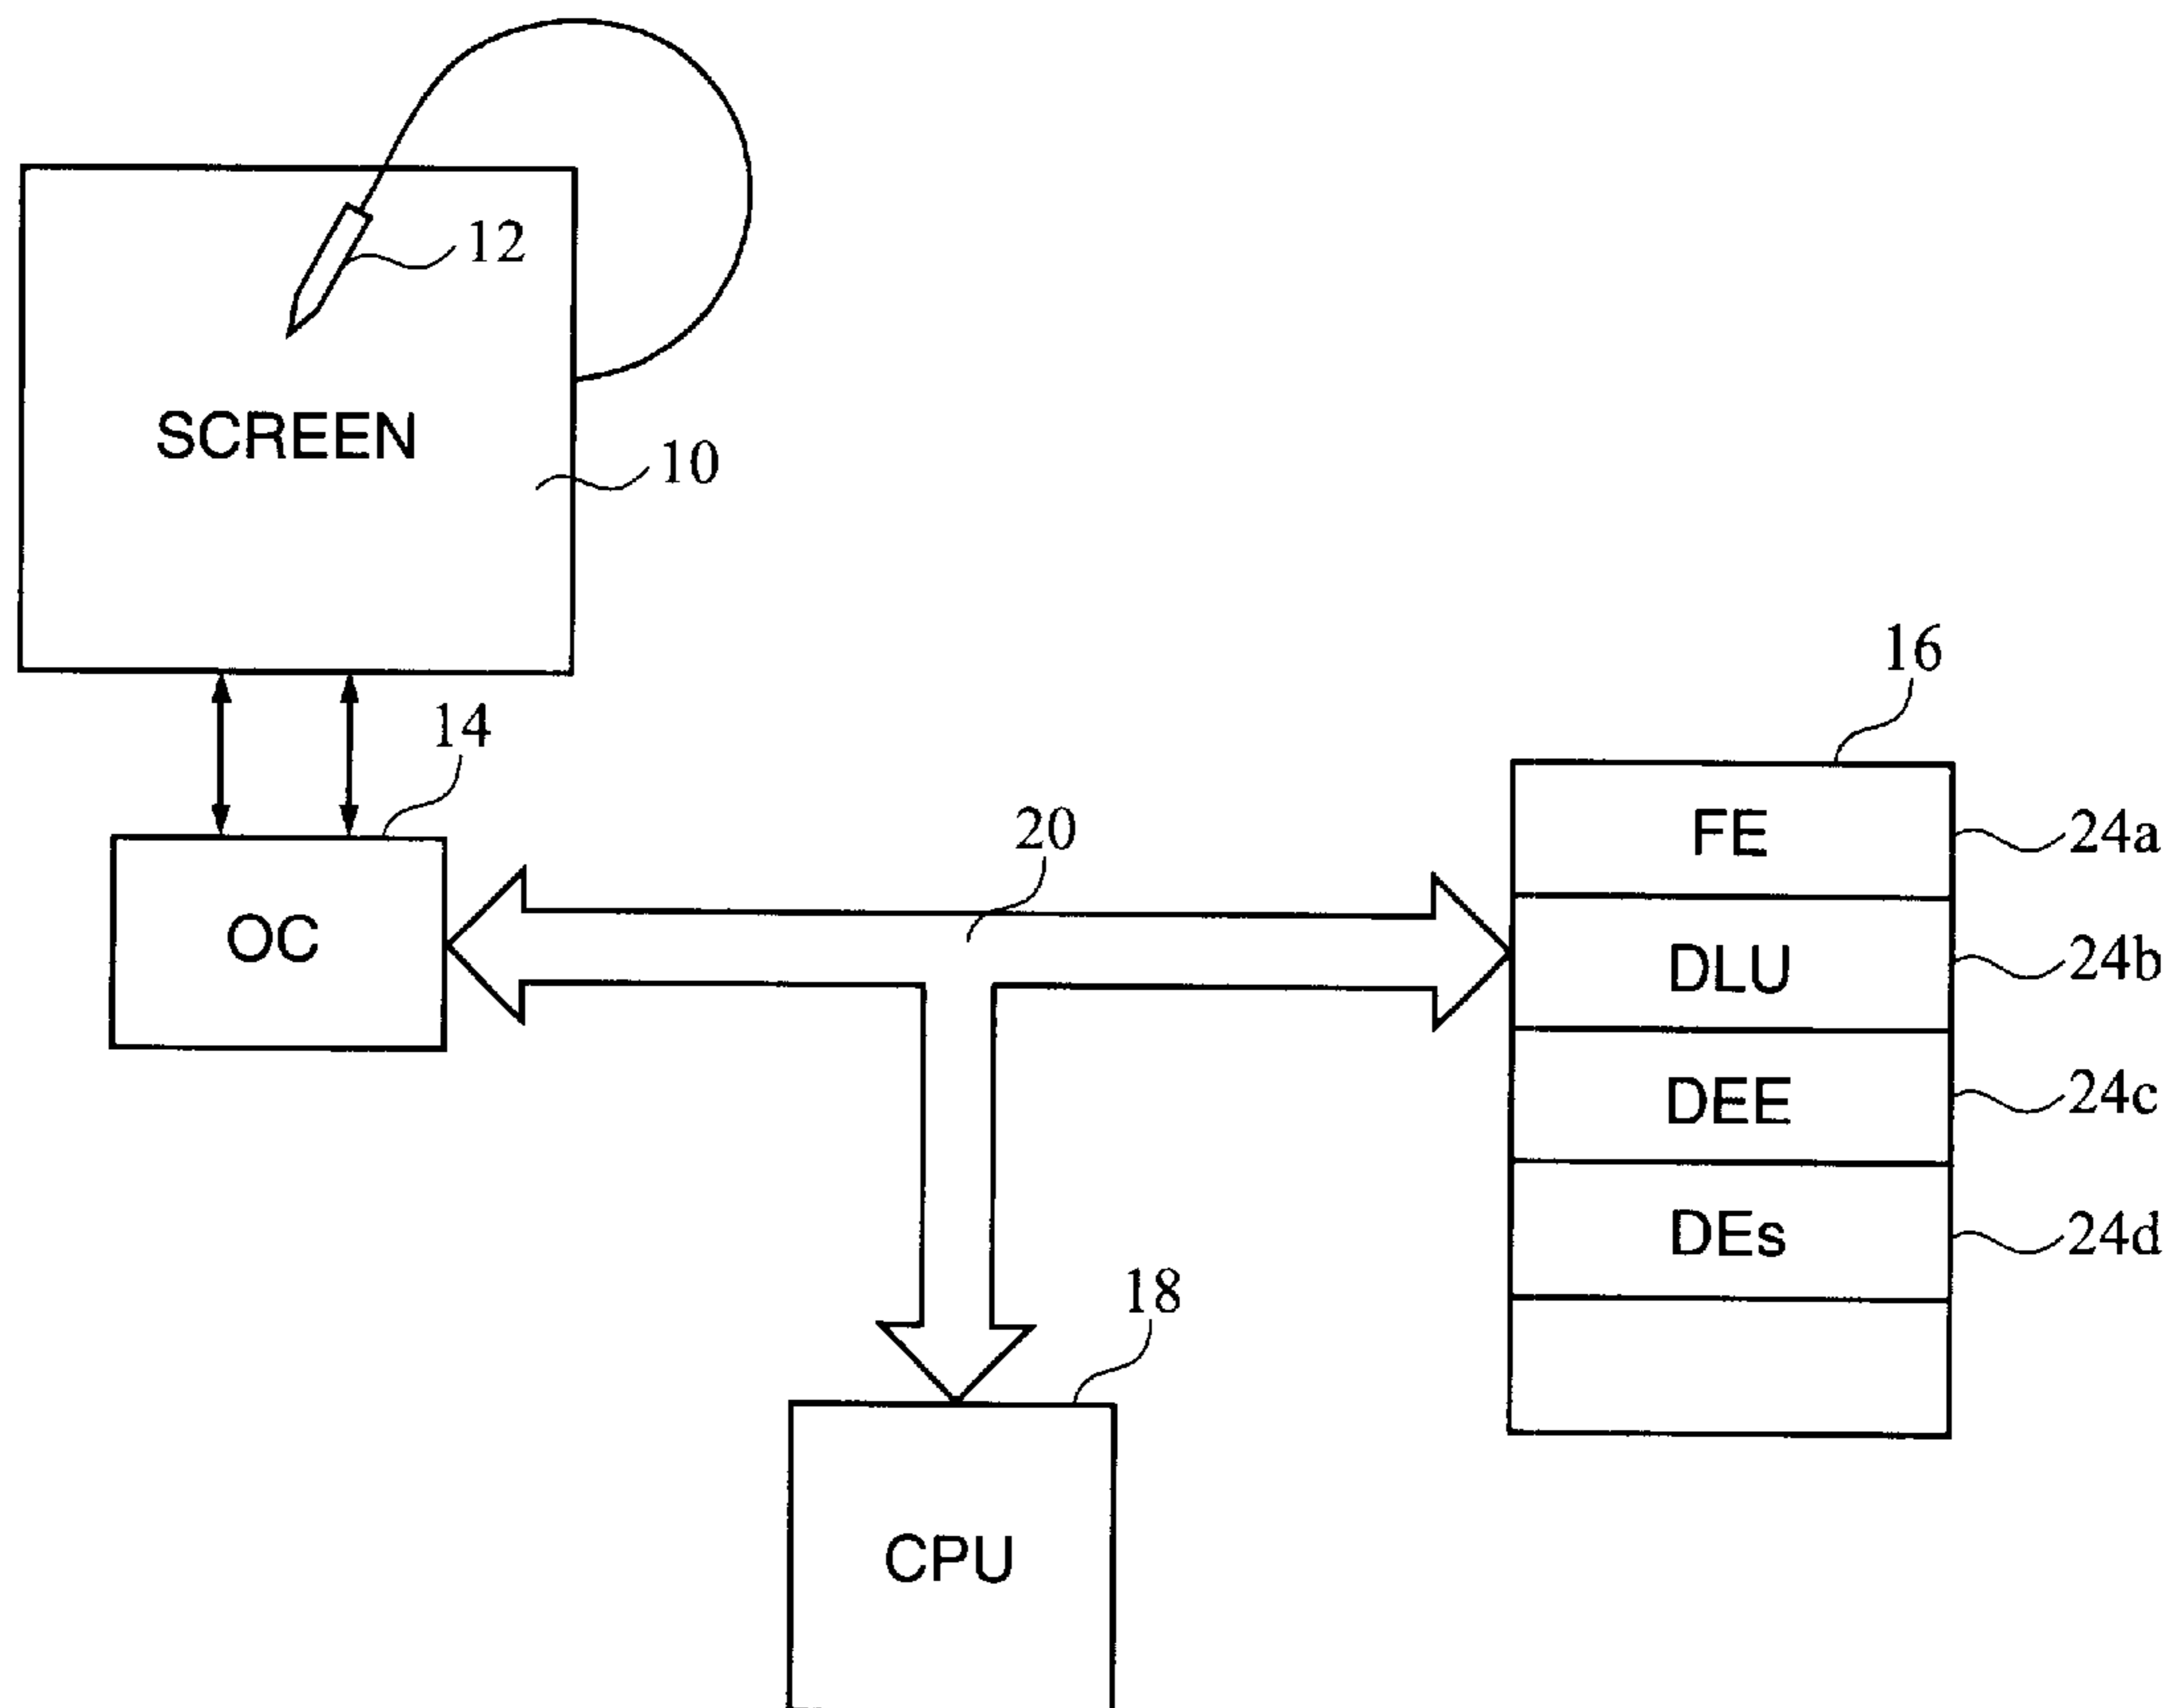 12
SCREEN
10
16
14
20
FE
24a
OC
DLU
24b
DEE
24c
DEs
24d
18
CPU